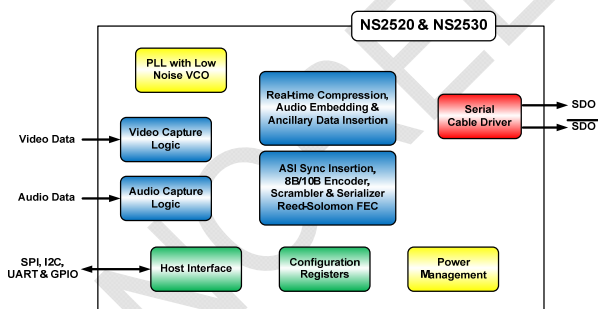 NS2520 & NS2530
PLL with Low
Noise VCO
Real-time Compression,
Audio Embedding &
Ancillary Data Insertion
Serial
Cable Driver
SDO
SDO
Video Data
Video Capture
Logic
ASI Sync Insertion,
8B/10B Encoder,
Scrambler & Serializer
Reed-Solomon FEC
Audio Data
Audio Capture
Logic
SPI, I2C,
UART & GPIO
Host Interface
Configuration
Registers
Power
Management